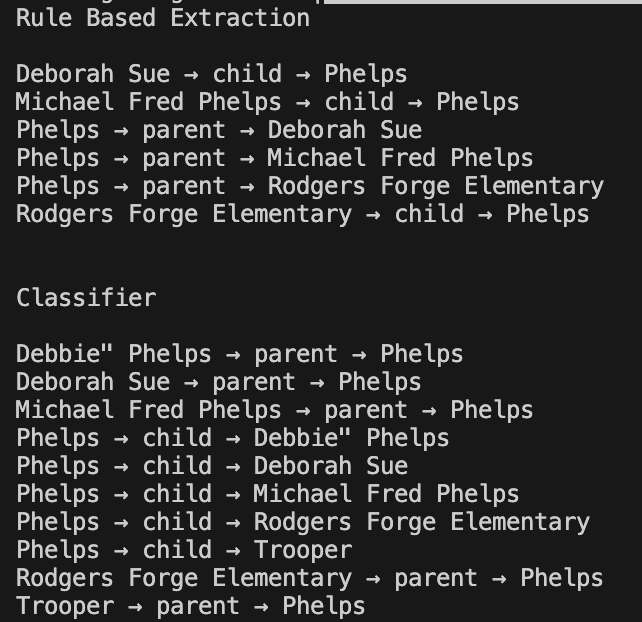 Rule Based Extraction
Deborah Sue → child → Phelps
Michael Fred Phelps → child → Phelps
Phelps → parent → Deborah Sue
Phelps → parent → Michael Fred Phelps
Phelps → parent → Rodgers Forge Elementary
Rodgers Forge Elementary → child → Phelps
Classifier
Debbie" Phelps → parent → Phelps
Deborah Sue → parent → Phelps
Michael Fred Phelps → parent → Phelps
Phelps → child → Debbie" Phelps
Phelps → child → Deborah Sue
Phelps → child → Michael Fred Phelps
Phelps → child → Rodgers Forge Elementary
Phelps → child → Trooper
Rodgers Forge Elementary → parent → Phelps
Trooper → parent → Phelps